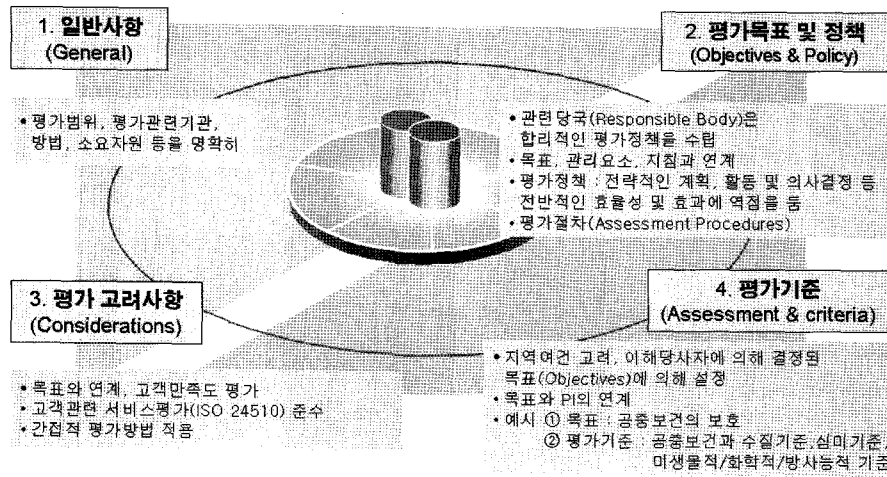 1. 일반사항
(General)
• 평가범위, 평가관련기관,
방법, 소요자원 등을 명확히
2. 평가목표 및 정책
(Objectives & Policy)
• 관련당국(Responsible Body)은
합리적인 평가정책을 수립
• 목표, 관리요소, 지침과 연계
• 평가정책 : 전략적인 계획, 활동 및 의사결정 등
전반적인 효율성 및 효과에 역점을 둠
• 평가절차(Assessment Procedures)
3. 평가 고려사항
(Considerations)
• 목표와 연계, 고객만족도 평가
• 고객관련 서비스평가(ISO 24510) 준수
• 간접적 평가방법 적용
4. 평가기준
(Assessment & criteria)
• 지역여건 고려, 이해당사자에 의해 결정된
목표(Objectives)에 의해 설정
• 목표와 PI의 연계
• 예시 ① 목표 : 공중보건의 보호
② 평가기준 : 공중보건과 수질기준,심미기준,
미생물적/화학적/방사능적 기준